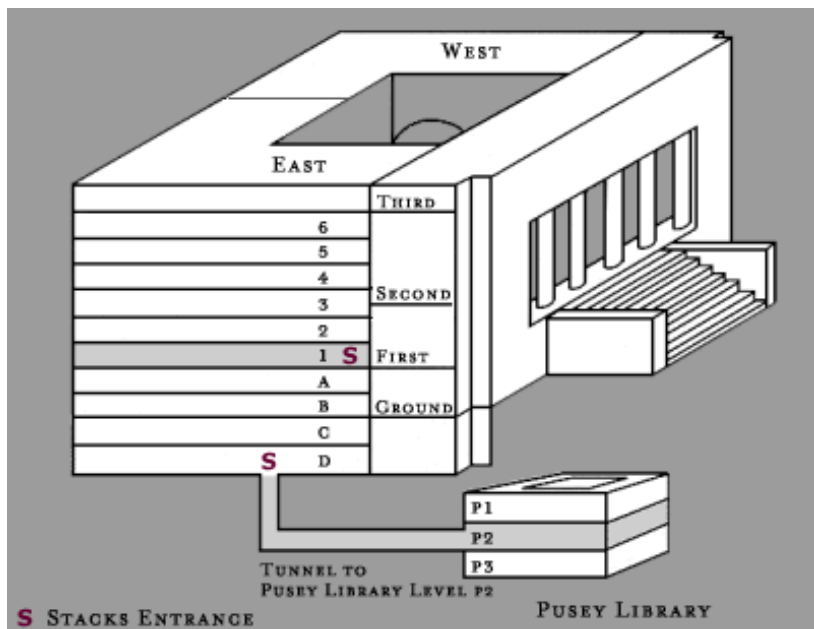 WEST
EAST
THIRD
6
5
4
SECOND
3
2
1 S FIRST
A
B GROUND
C
S D
P1
P2
P3
TUNNEL TO
PUSEY LIBRARY LEVEL P2
PUSEY LIBRARY
S STACKS ENTRANCE